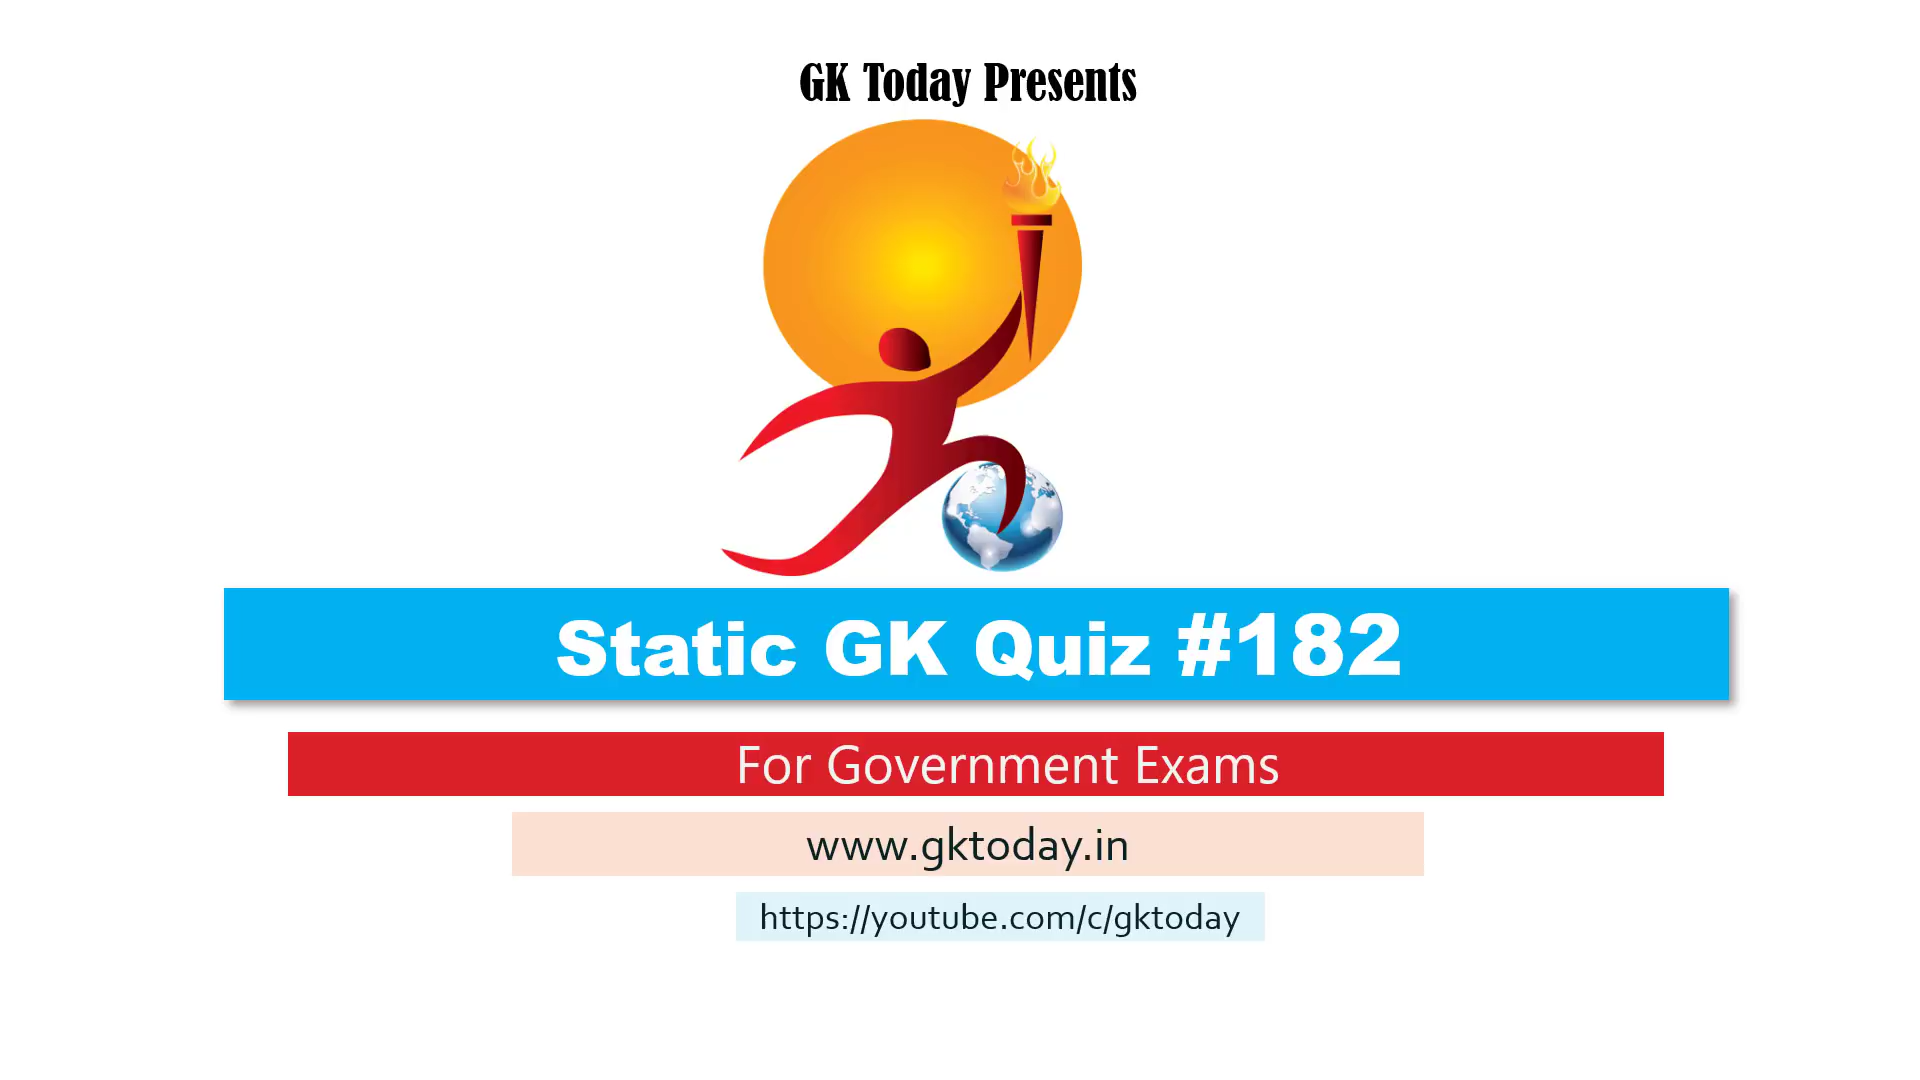 GK Today Presents
Static GK Quiz #182
For Government Exams
www.gktoday.in
https://youtube.com/c/gktoday